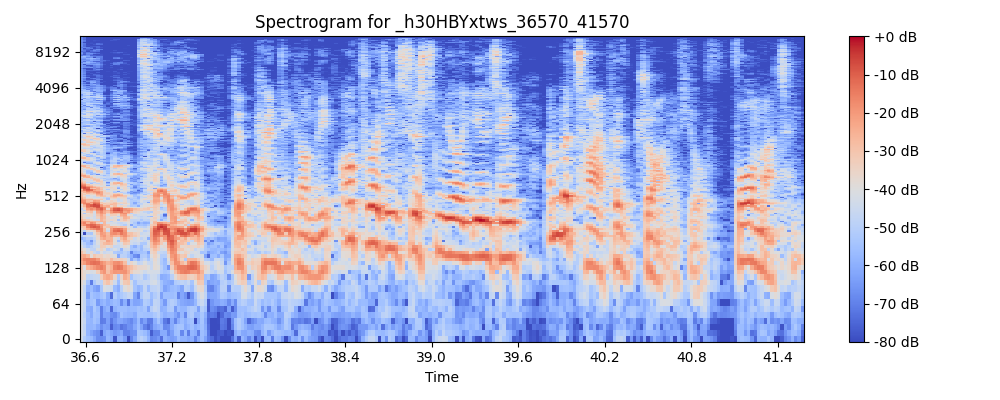 Spectrogram for _h30HBYxtws_36570_41570
Hz
8192
4096
2048
1024
512
256
128
64
0
36.6 37.2 37.8 38.4 39.0 39.6 40.2 40.8 41.4
Time
+0 dB
-10 dB
-20 dB
-30 dB
-40 dB
-50 dB
-60 dB
-70 dB
-80 dB